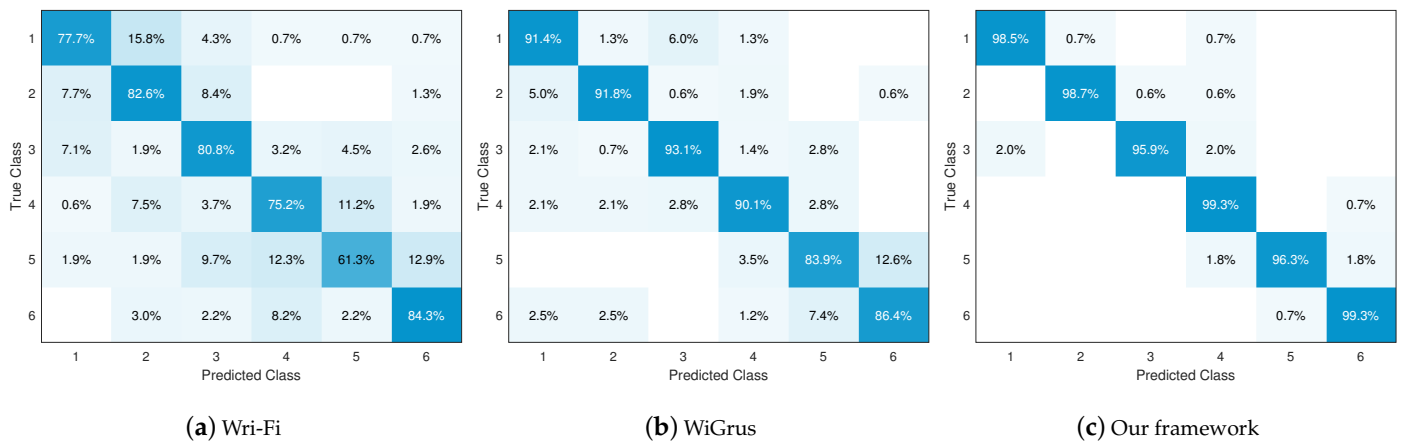 1 77.7% 15.8% 4.3% 0.7% 0.7% 0.7%
2 7.7% 82.6% 8.4% 1.3%
3 7.1% 1.9% 80.8% 3.2% 4.5% 2.6%
4 0.6% 7.5% 3.7% 75.2% 11.2% 1.9%
5 1.9% 1.9% 9.7% 12.3% 61.3% 12.9%
6 3.0% 2.2% 8.2% 2.2% 84.3%
True Class
1 2 3 4 5 6
Predicted Class
(a) Wri-Fi
1 91.4% 1.3% 6.0% 1.3%
2 5.0% 91.8% 0.6% 1.9% 0.6%
3 2.1% 0.7% 93.1% 1.4% 2.8%
4 2.1% 2.1% 2.8% 90.1% 2.8%
5 3.5% 83.9% 12.6%
6 2.5% 2.5% 1.2% 7.4% 86.4%
True Class
1 2 3 4 5 6
Predicted Class
(b) WiGrus
1 98.5% 0.7% 0.7%
2 98.7% 0.6% 0.6%
3 2.0% 95.9% 2.0%
4 99.3% 0.7%
5 1.8% 96.3% 1.8%
6 0.7% 99.3%
True Class
1 2 3 4 5 6
Predicted Class
(c) Our framework